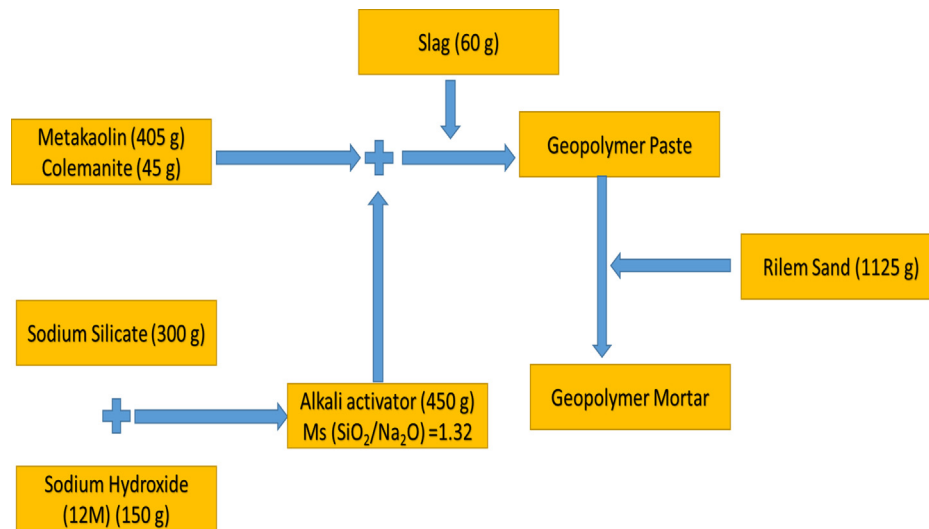 Slag (60 g)
Metakaolin (405 g)
Colemanite (45 g)
Geopolymer Paste
Rilem Sand (1125 g)
Sodium Silicate (300 g)
Alkali activator (450 g)
Ms (SiO₂/Na₂O) =1.32
Geopolymer Mortar
Sodium Hydroxide
(12M) (150 g)